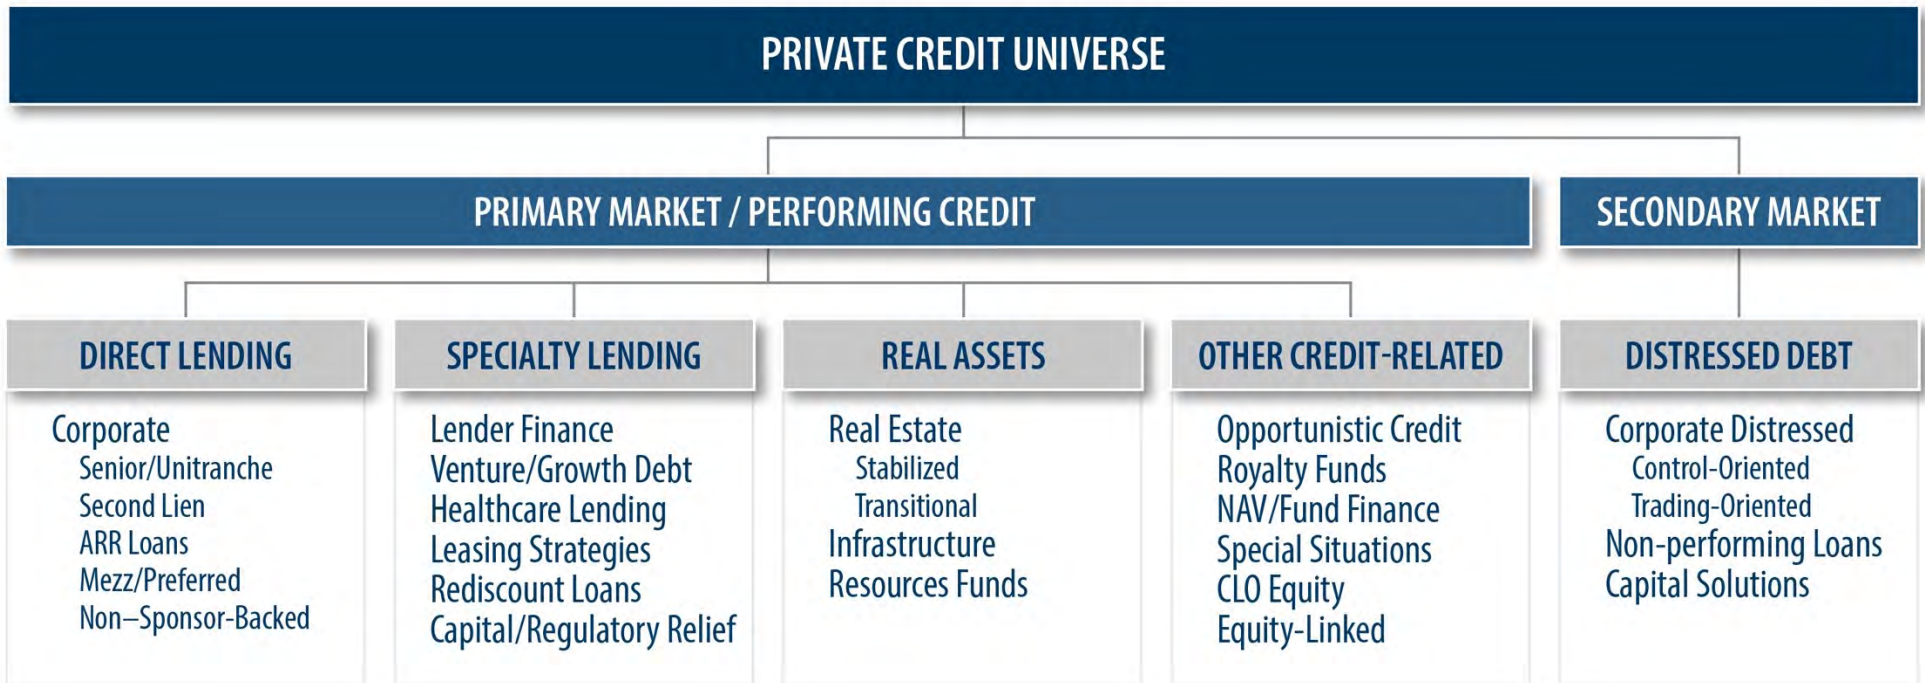 PRIVATE CREDIT UNIVERSE
PRIMARY MARKET / PERFORMING CREDIT
SECONDARY MARKET
DIRECT LENDING
Corporate
Senior/Unitranche
Second Lien
ARR Loans
Mezz/Preferred
Non–Sponsor-Backed
SPECIALTY LENDING
Lender Finance
Venture/Growth Debt
Healthcare Lending
Leasing Strategies
Rediscount Loans
Capital/Regulatory Relief
REAL ASSETS
Real Estate
Stabilized
Transitional
Infrastructure
Resources Funds
OTHER CREDIT-RELATED
Opportunistic Credit
Royalty Funds
NAV/Fund Finance
Special Situations
CLO Equity
Equity-Linked
DISTRESSED DEBT
Corporate Distressed
Control-Oriented
Trading-Oriented
Non-performing Loans
Capital Solutions